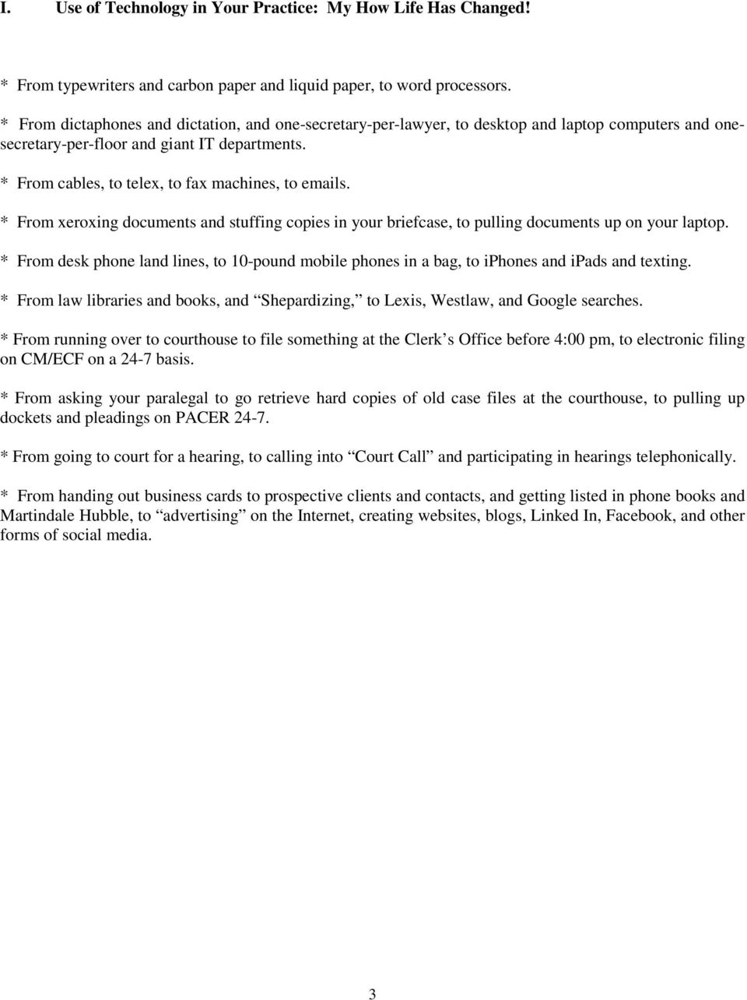 I. Use of Technology in Your Practice: My How Life Has Changed!
* From typewriters and carbon paper and liquid paper, to word processors.
* From dictaphones and dictation, and one-secretary-per-lawyer, to desktop and laptop computers and one-
secretary-per-floor and giant IT departments.
* From cables, to telex, to fax machines, to emails.
* From xeroxing documents and stuffing copies in your briefcase, to pulling documents up on your laptop.
* From desk phone land lines, to 10-pound mobile phones in a bag, to iPhones and iPads and texting.
* From law libraries and books, and “Shepardizing,” to Lexis, Westlaw, and Google searches.
* From running over to courthouse to file something at the Clerk s Office before 4:00 pm, to electronic filing
on CM/ECF on a 24-7 basis.
* From asking your paralegal to go retrieve hard copies of old case files at the courthouse, to pulling up
dockets and pleadings on PACER 24-7.
* From going to court for a hearing, to calling into “Court Call” and participating in hearings telephonically.
* From handing out business cards to prospective clients and contacts, and getting listed in phone books and
Martindale Hubble, to “advertising” on the Internet, creating websites, blogs, Linked In, Facebook, and other
forms of social media.
3